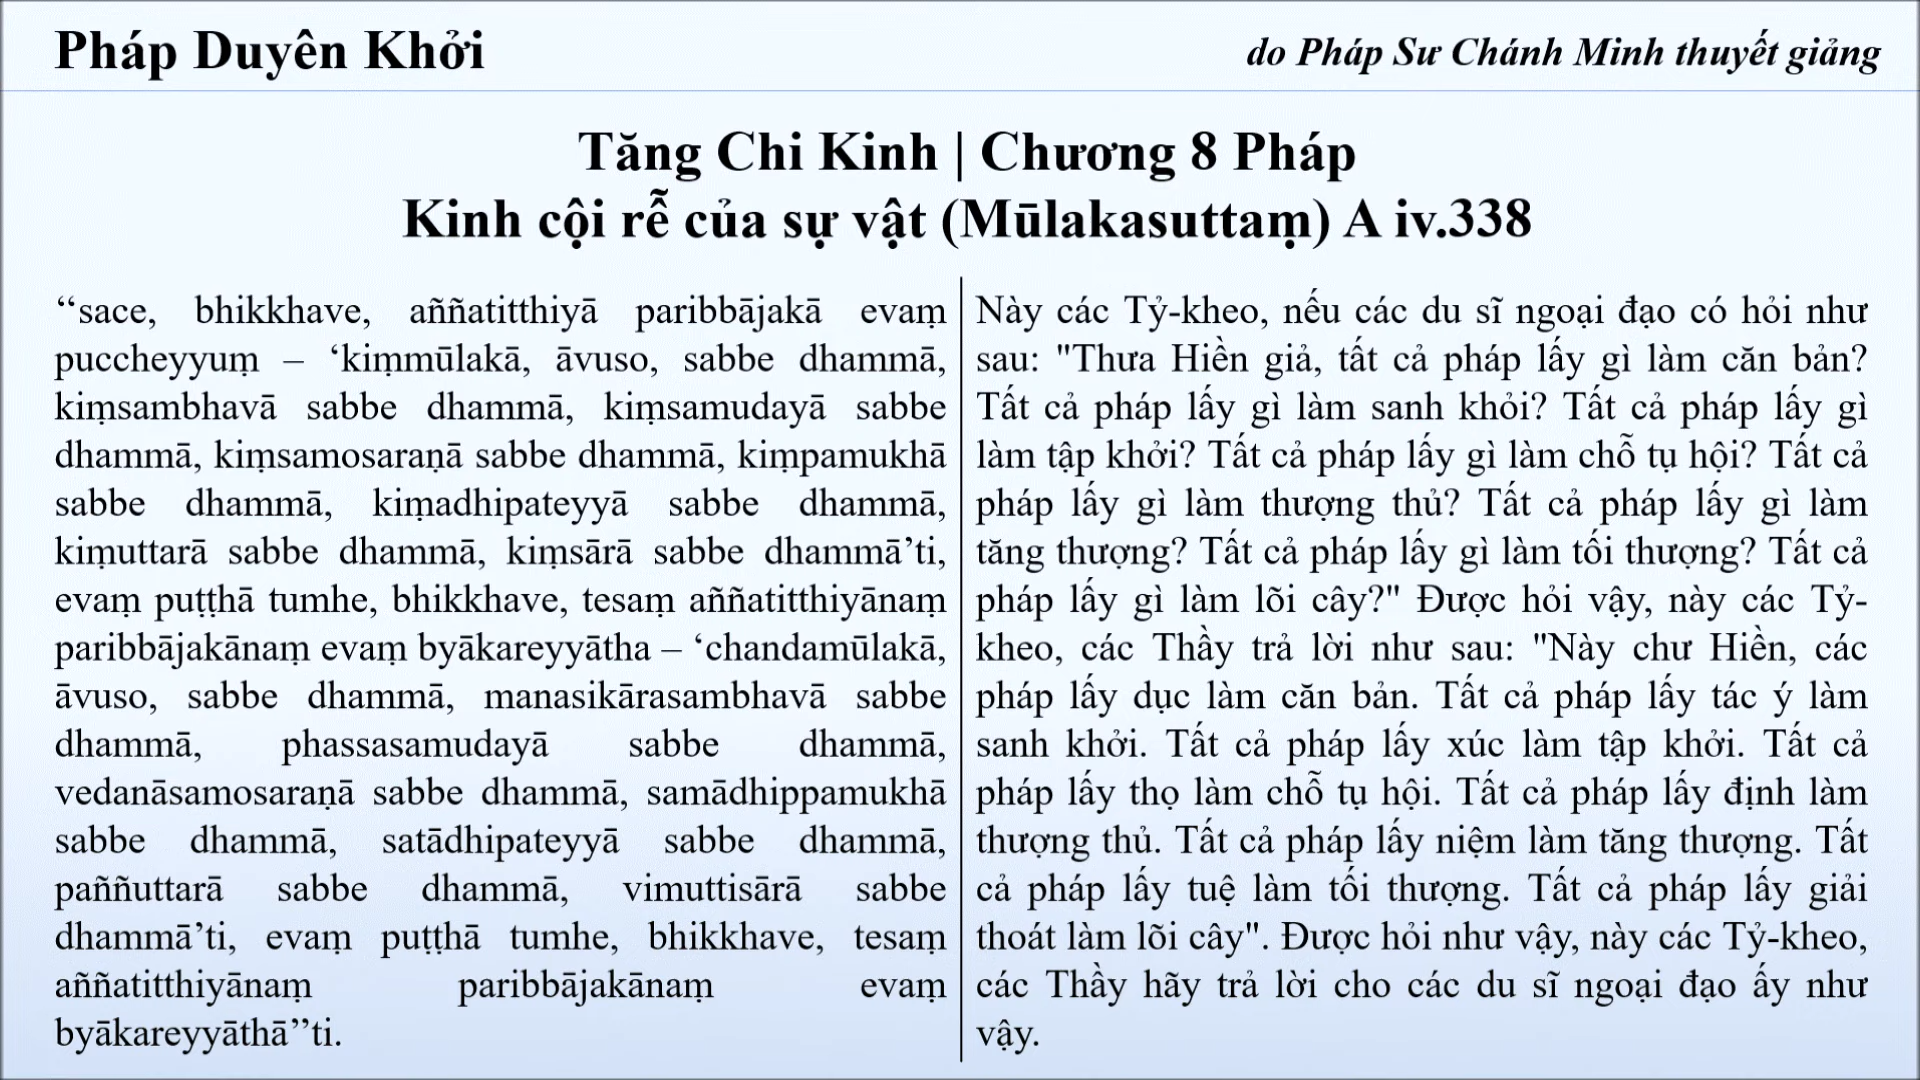 Pháp Duyên Khởi
do Pháp Sư Chánh Minh thuyết giảng
Tăng Chi Kinh | Chương 8 Pháp
Kinh cội rễ của sự vật (Mūlakasuttaṃ) A iv.338
‘‘sace, bhikkhave, aññatitthiyā paribbājakā evaṃ
puccheyyuṃ – ‘kiṃmūlakā, āvuso, sabbe dhammā,
kiṃsambhavā sabbe dhammā, kiṃsamudayā sabbe
dhammā, kiṃsamosaraṇā sabbe dhammā, kiṃpamukhā
sabbe dhammā, kiṃadhipateyyā sabbe dhammā,
kiṃuttarā sabbe dhammā, kiṃsārā sabbe dhammā’ti,
evaṃ puṭṭhā tumhe, bhikkhave, tesaṃ aññatitthiyānaṃ
paribbājakānaṃ evaṃ byākareyyātha – ‘chandamūlakā,
āvuso, sabbe dhammā, manasikārasambhavā sabbe
dhammā, phassasamudayā sabbe dhammā,
vedanāsamosaraṇā sabbe dhammā, samādhippamukhā
sabbe dhammā, satādhipateyyā sabbe dhammā,
paññuttarā sabbe dhammā, vimuttisārā sabbe
dhammā’ti, evaṃ puṭṭhā tumhe, bhikkhave, tesaṃ
aññatitthiyānaṃ paribbājakānaṃ evaṃ
byākareyyāthā’’ti.
Này các Tỷ-kheo, nếu các du sĩ ngoại đạo có hỏi như
sau: "Thưa Hiền giả, tất cả pháp lấy gì làm căn bản?
Tất cả pháp lấy gì làm sanh khỏi? Tất cả pháp lấy gì
làm tập khởi? Tất cả pháp lấy gì làm chỗ tụ hội? Tất cả
pháp lấy gì làm thượng thủ? Tất cả pháp lấy gì làm
tăng thượng? Tất cả pháp lấy gì làm tối thượng? Tất cả
pháp lấy gì làm lõi cây?" Được hỏi vậy, này các Tỷ-
kheo, các Thầy trả lời như sau: "Này chư Hiền, các
pháp lấy dục làm căn bản. Tất cả pháp lấy tác ý làm
sanh khởi. Tất cả pháp lấy xúc làm tập khởi. Tất cả
pháp lấy thọ làm chỗ tụ hội. Tất cả pháp lấy định làm
thượng thủ. Tất cả pháp lấy niệm làm tăng thượng. Tất
cả pháp lấy tuệ làm tối thượng. Tất cả pháp lấy giải
thoát làm lõi cây". Được hỏi như vậy, này các Tỷ-kheo,
các Thầy hãy trả lời cho các du sĩ ngoại đạo ấy như
vậy.